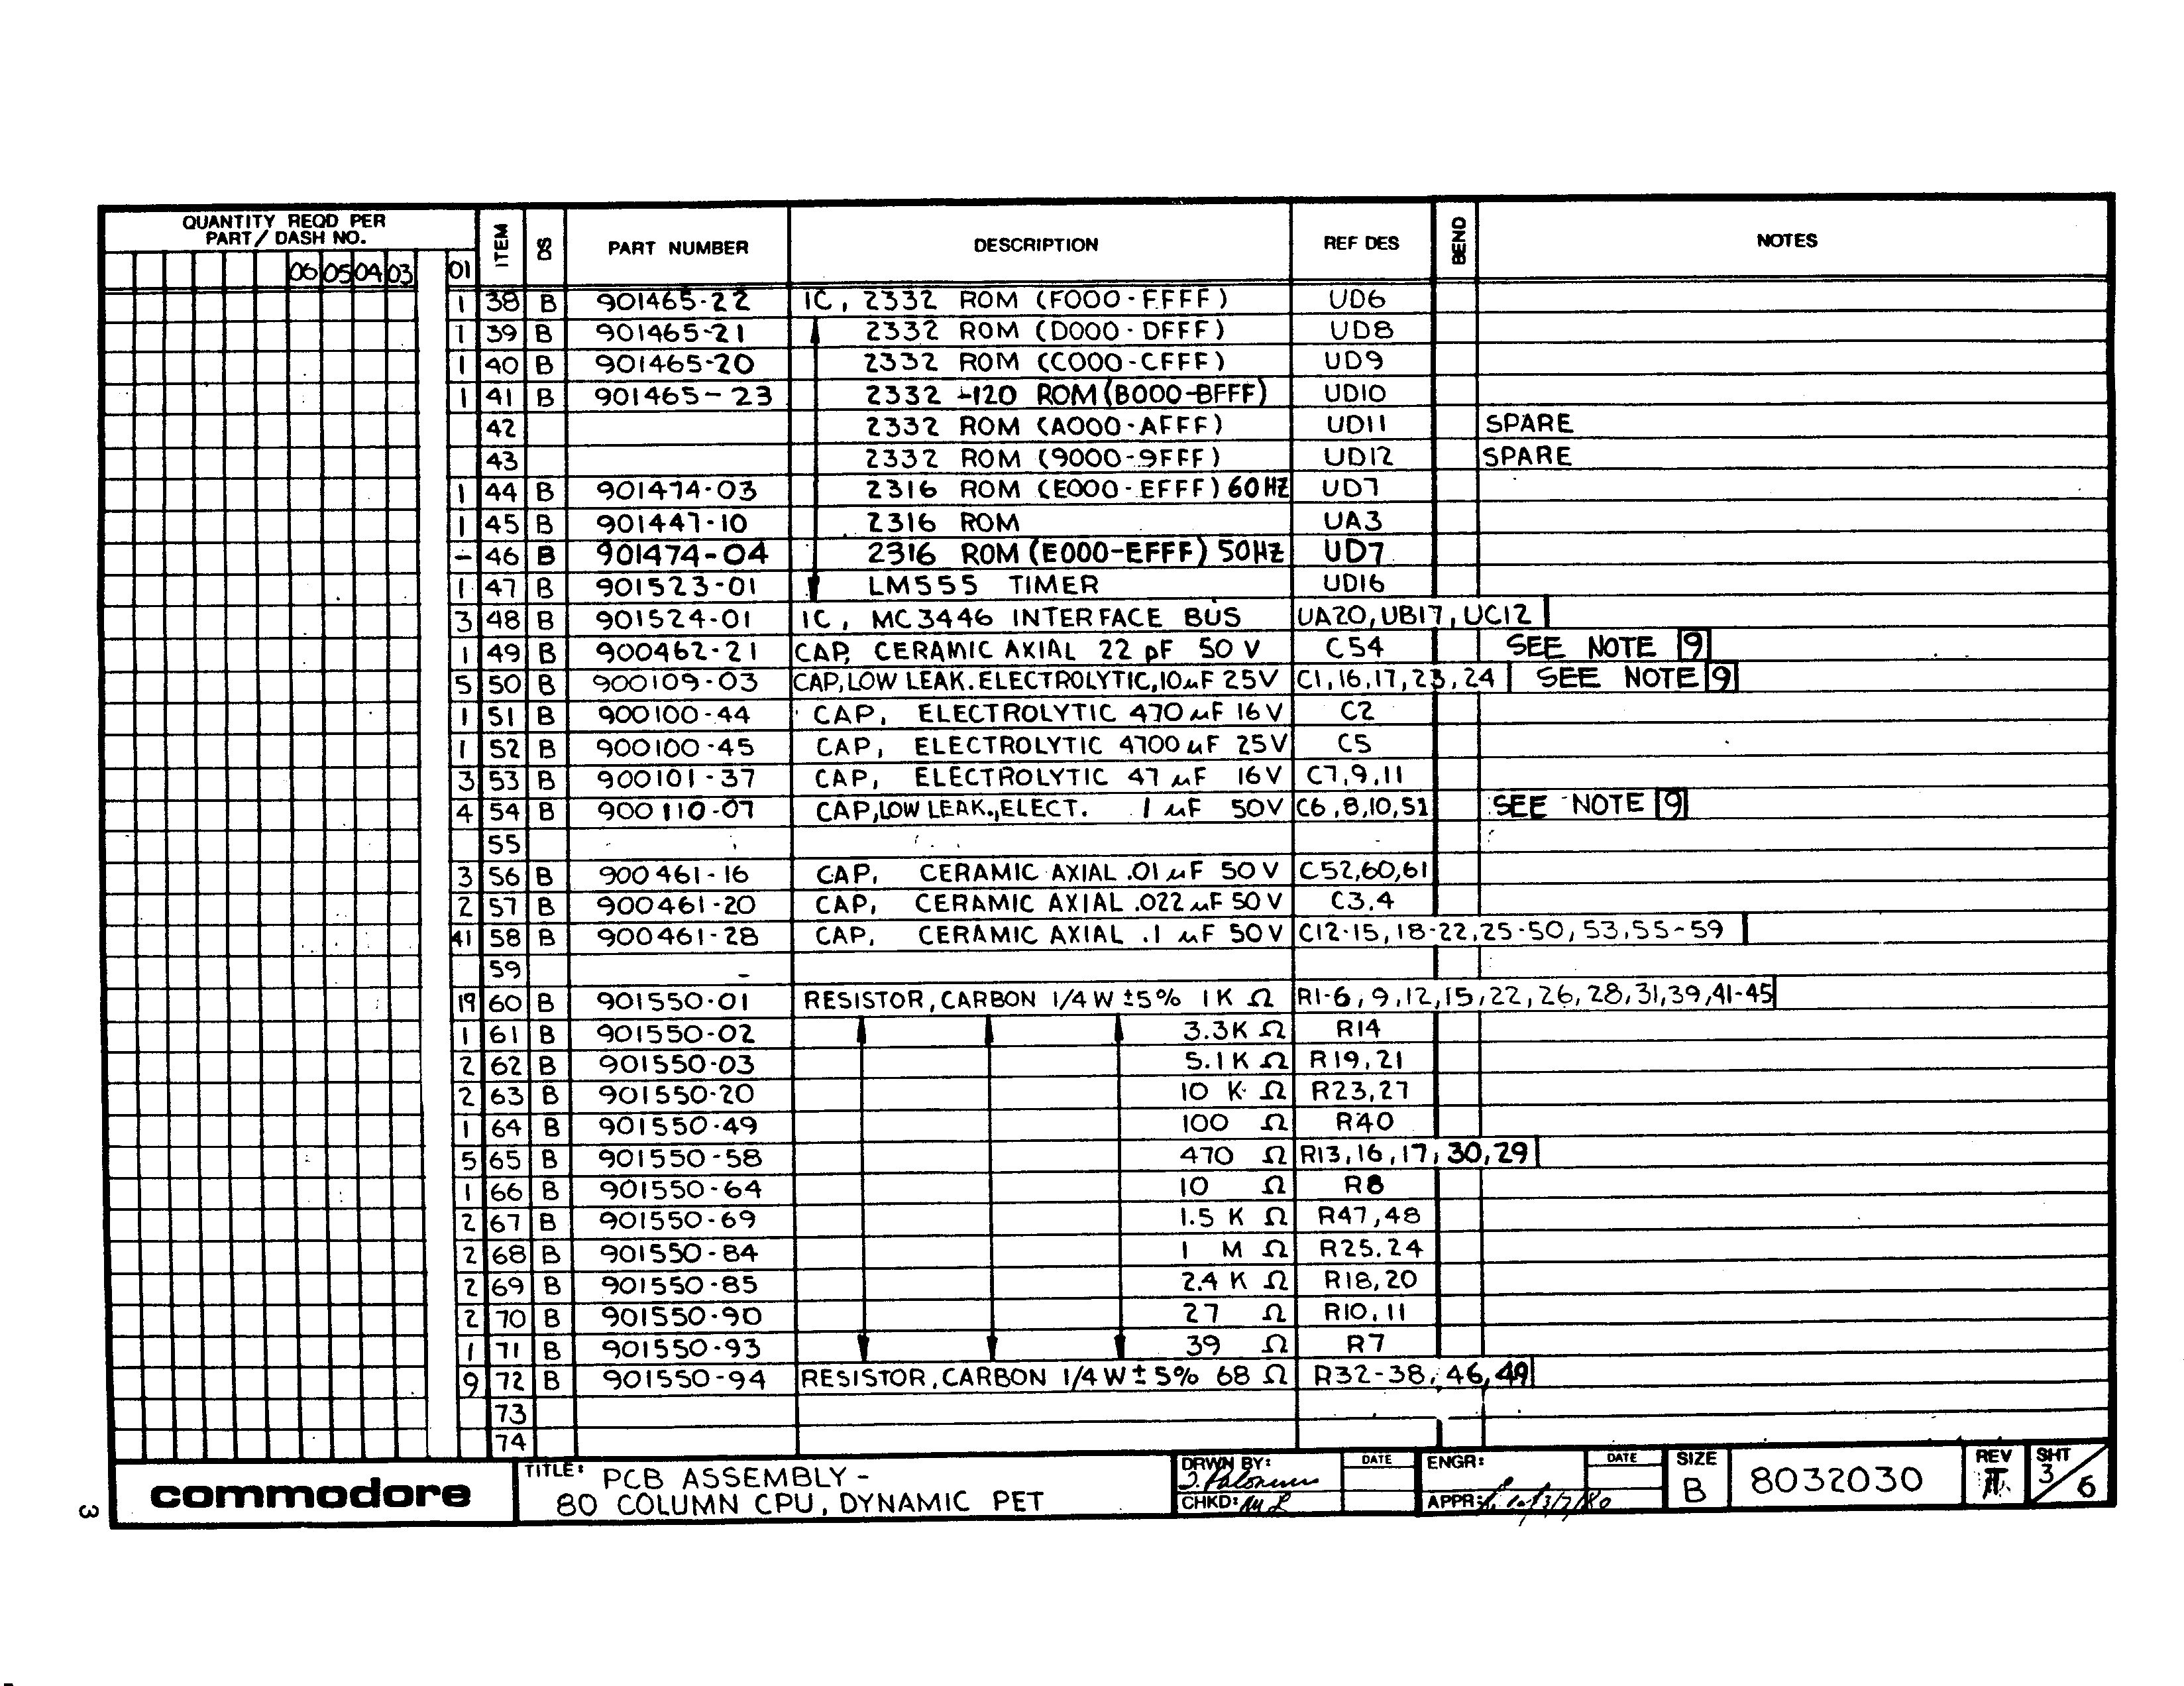 QUANTITY REQD PER
PART/ DASH NO.
06 05 04 03 01 ITEM DS PART NUMBER DESCRIPTION REF DES BEND NOTES
1 38 B 901465-22 IC, 2332 ROM (F000-FFFF) UD6
1 39 B 901465-21 2332 ROM (D000-DFFF) UD8
1 40 B 901465-20 2332 ROM (C000-CFFF) UD9
1 41 B 901465-23 2332 -120 ROM(B000-BFFF) UD10
42 2332 ROM (A000-AFFF) UD11 SPARE
43 2332 ROM (9000-9FFF) UD12 SPARE
1 44 B 901474-03 2316 ROM (E000-EFFF) 60HZ UD7
1 45 B 901447-10 2316 ROM UA3
- 46 B 901474-04 2316 ROM (E000-EFFF) 50HZ UD7
1 47 B 901523-01 LM555 TIMER UD16
3 48 B 901524-01 IC, MC3446 INTERFACE BUS UA20,UB17,UC12
1 49 B 900462-21 CAP, CERAMIC AXIAL 22 pF 50 V C54 SEE NOTE 9
5 50 B 900109-03 CAP,LOW LEAK.ELECTROLYTIC,10µF 25V C1,16,17,23,24 SEE NOTE 9
1 51 B 900100-44 CAP, ELECTROLYTIC 470 µF 16V C2
1 52 B 900100-45 CAP, ELECTROLYTIC 4700 µF 25V C5
3 53 B 900101-37 CAP, ELECTROLYTIC 47 µF 16V C7,9,11
4 54 B 900110-07 CAP,LOW LEAK.,ELECT. 1 µF 50V C6,8,10,51 SEE NOTE 9
55
3 56 B 900461-16 CAP, CERAMIC AXIAL .01 µF 50 V C52,60,61
2 57 B 900461-20 CAP, CERAMIC AXIAL .022 µF 50 V C3,4
41 58 B 900461-28 CAP, CERAMIC AXIAL .1 µF 50V C12-15,18-22,25-50,53,55-59
59 -
19 60 B 901550-01 RESISTOR,CARBON 1/4 W ±5% 1K Ω R1-6,9,12,15,22,26,28,31,39,41-45
1 61 B 901550-02 3.3K Ω R14
2 62 B 901550-03 5.1K Ω R19,21
2 63 B 901550-20 10 K Ω R23,27
1 64 B 901550-49 100 Ω R40
5 65 B 901550-58 470 Ω R13,16,17,30,29
1 66 B 901550-64 10 Ω R8
2 67 B 901550-69 1.5 K Ω R47,48
2 68 B 901550-84 1 M Ω R25,24
2 69 B 901550-85 2.4 K Ω R18,20
2 70 B 901550-90 27 Ω R10,11
1 71 B 901550-93 39 Ω R7
9 72 B 901550-94 RESISTOR,CARBON 1/4 W ± 5% 68 Ω R32-38,46,49
73
74
commodore
TITLE: PCB ASSEMBLY-
80 COLUMN CPU, DYNAMIC PET
DRWN BY: DATE
CHKD:
ENGR: DATE
APPR: 3/7/80
SIZE B
8032030
REV
SHT 3/6
3